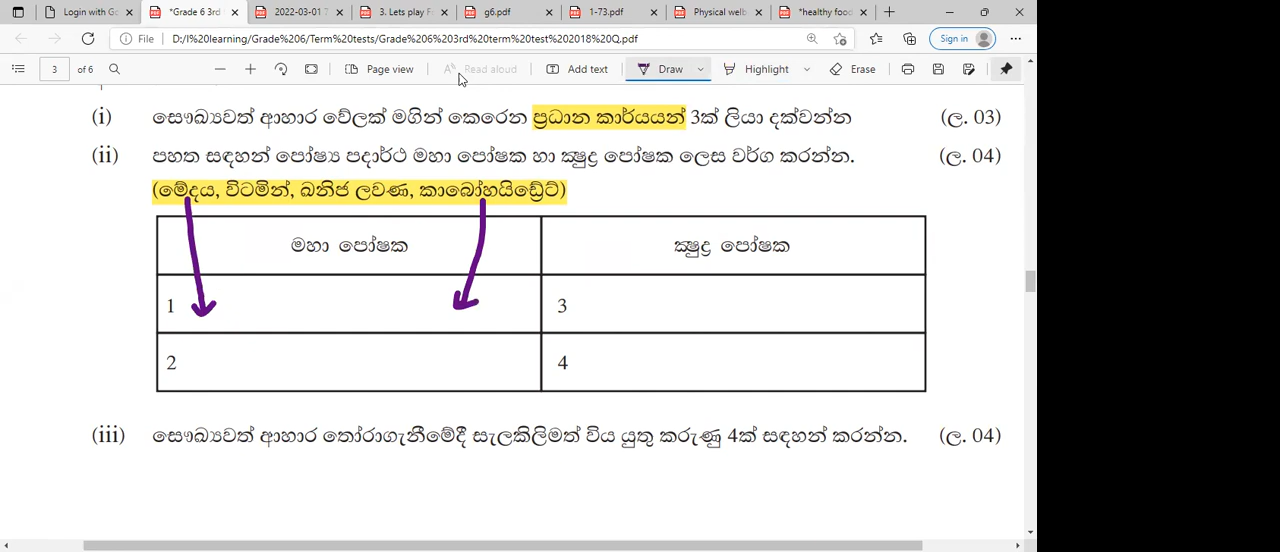 Login with Go
*Grade 6 3rd
2022-03-01 7
3. Lets play F
g6.pdf
1-73.pdf
Physical welb
*healthy food
File
D:/I%20learning/Grade%206/Term%20tests/Grade%206%203rd%20term%20test%202018%20Q.pdf
Sign in
3 of 6
Page view
Read aloud
Add text
Draw
Highlight
Erase
(i) සෞඛ්‍යවත් ආහාර වේලක් මගින් කෙරෙන ප්‍රධාන කාර්යයන් 3ක් ලියා දක්වන්න (ල. 03)
(ii) පහත සඳහන් පෝෂ්‍ය පදාර්ථ මහා පෝෂක හා ක්‍ෂුද්‍ර පෝෂක ලෙස වර්ග කරන්න. (ල. 04)
(මේදය, විටමින්, ඛනිජ ලවණ, කාබෝහයිඩ්‍රේට්)
මහා පෝෂක ක්‍ෂුද්‍ර පෝෂක
1 3
2 4
(iii) සෞඛ්‍යවත් ආහාර තෝරාගැනීමේදී සැලකිලිමත් විය යුතු කරුණු 4ක් සඳහන් කරන්න. (ල. 04)